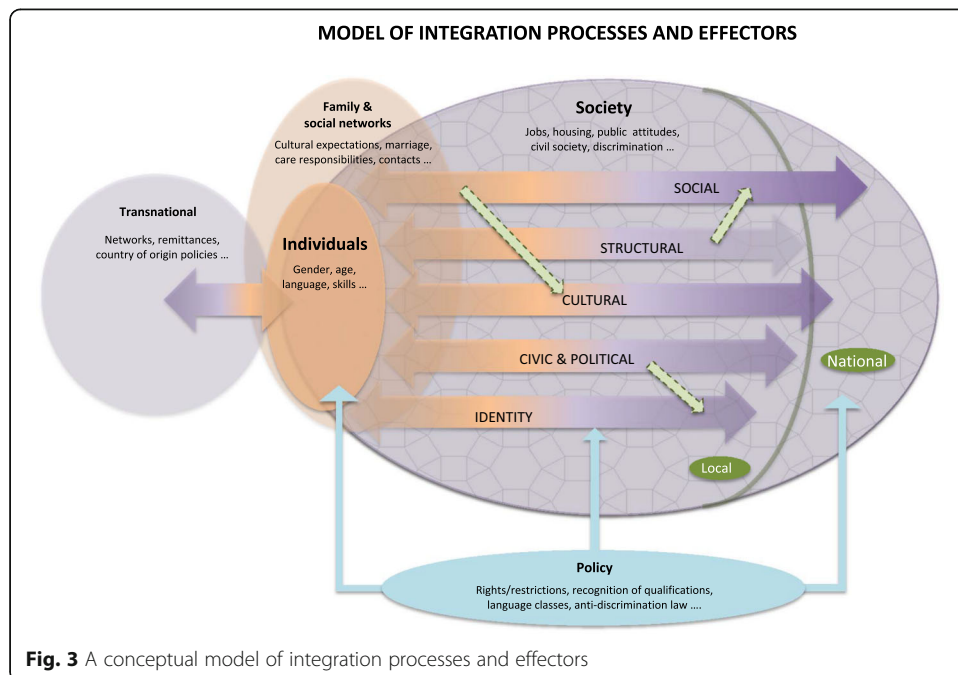 MODEL OF INTEGRATION PROCESSES AND EFFECTORS
Family &
social networks
Cultural expectations, marriage,
care responsibilities, contacts ...
Society
Jobs, housing, public attitudes,
civil society, discrimination ...
Transnational
Networks, remittances,
country of origin policies ...
Individuals
Gender, age,
language, skills ...
SOCIAL
STRUCTURAL
CULTURAL
CIVIC & POLITICAL
IDENTITY
National
Local
Policy
Rights/restrictions, recognition of qualifications,
language classes, anti-discrimination law ....
Fig. 3 A conceptual model of integration processes and effectors